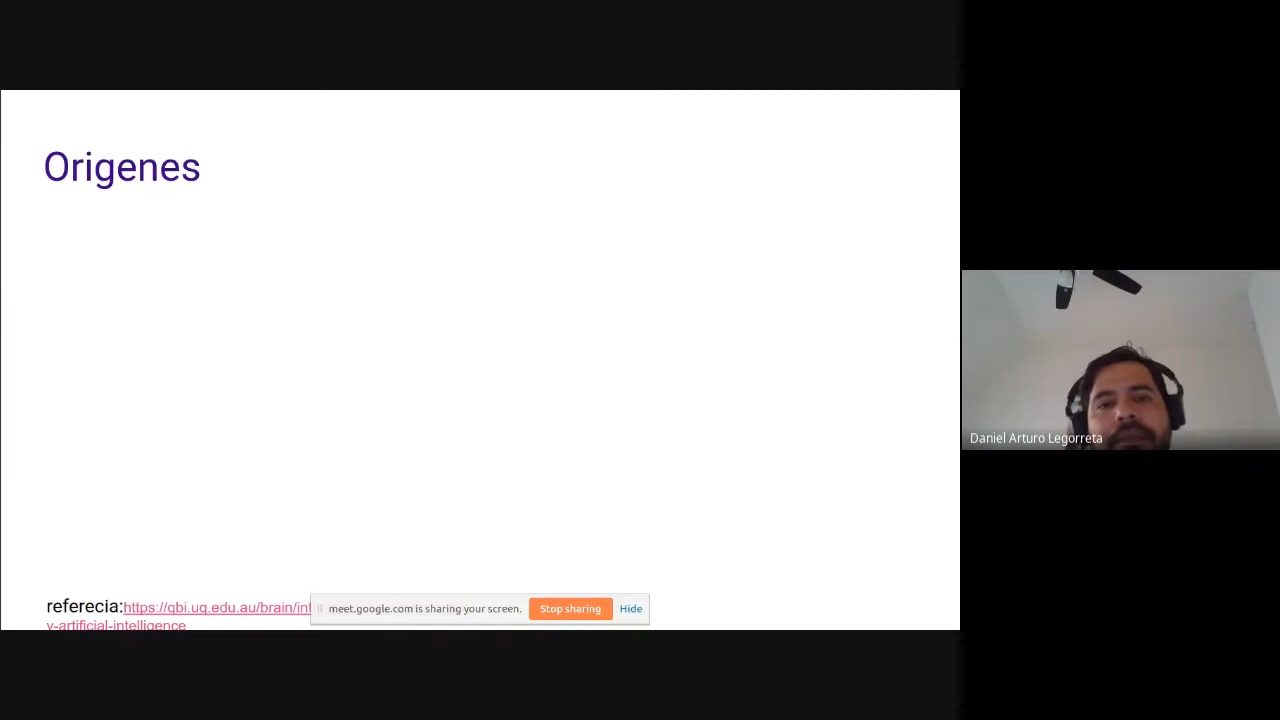 Origenes
Daniel Arturo Legorreta
referecia:https://qbi.uq.edu.au/brain/int
meet.google.com is sharing your screen. Stop sharing Hide
y-artificial-intelligence